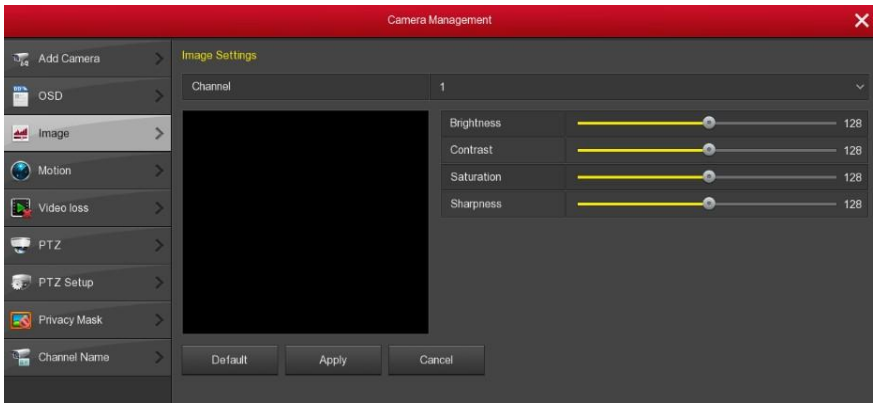 Camera Management
Add Camera
OSD
Image
Motion
Video loss
PTZ
PTZ Setup
Privacy Mask
Channel Name
Image Settings
Channel 1
Brightness 128
Contrast 128
Saturation 128
Sharpness 128
Default Apply Cancel